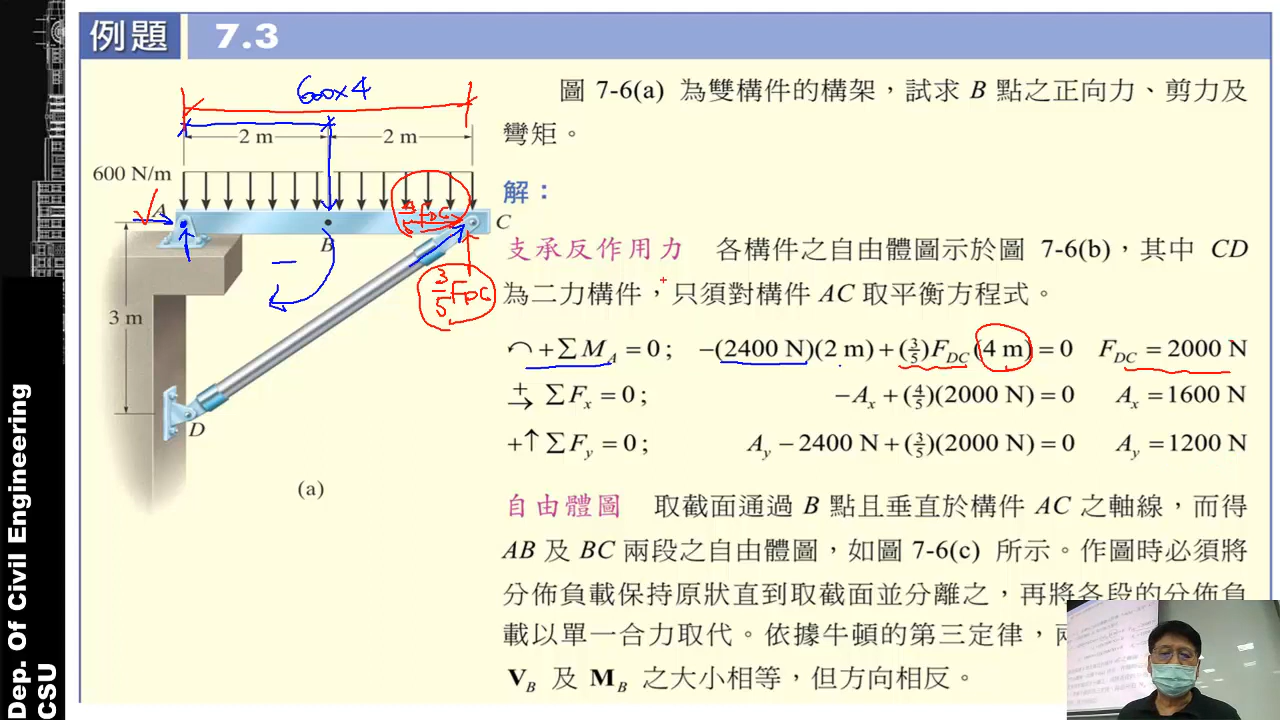 例題 7.3
圖 7-6(a) 為雙構件的構架，試求 B 點之正向力、剪力及
彎矩。
解：
支承反作用力 各構件之自由體圖示於圖 7-6(b)，其中 CD
為二力構件，只須對構件 AC 取平衡方程式。
↶ + ∑ M_A = 0 ; −(2400 N)(2 m) + (3/5)F_DC (4 m) = 0 F_DC = 2000 N
+→ ∑ F_x = 0 ; −A_x + (4/5)(2000 N) = 0 A_x = 1600 N
+↑ ∑ F_y = 0 ; A_y − 2400 N + (3/5)(2000 N) = 0 A_y = 1200 N
自由體圖 取截面通過 B 點且垂直於構件 AC 之軸線，而得
AB 及 BC 兩段之自由體圖，如圖 7-6(c) 所示。作圖時必須將
分佈負載保持原狀直到取截面並分離之，再將各段的分佈負
載以單一合力取代。依據牛頓的第三定律，
V_B 及 M_B 之大小相等，但方向相反。
600×4
2 m
2 m
600 N/m
A
B
C
4/5 F_DC
3/5 F_DC
3 m
D
(a)
Dep. Of Civil Engineering
CSU